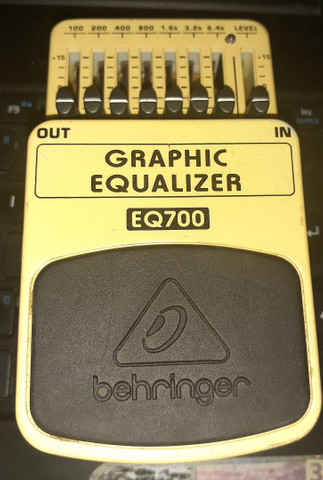 100 200 400 800 1.6k 3.2k 6.4k LEVEL
+15 +15
OUT IN
GRAPHIC
EQUALIZER
EQ700
behringer